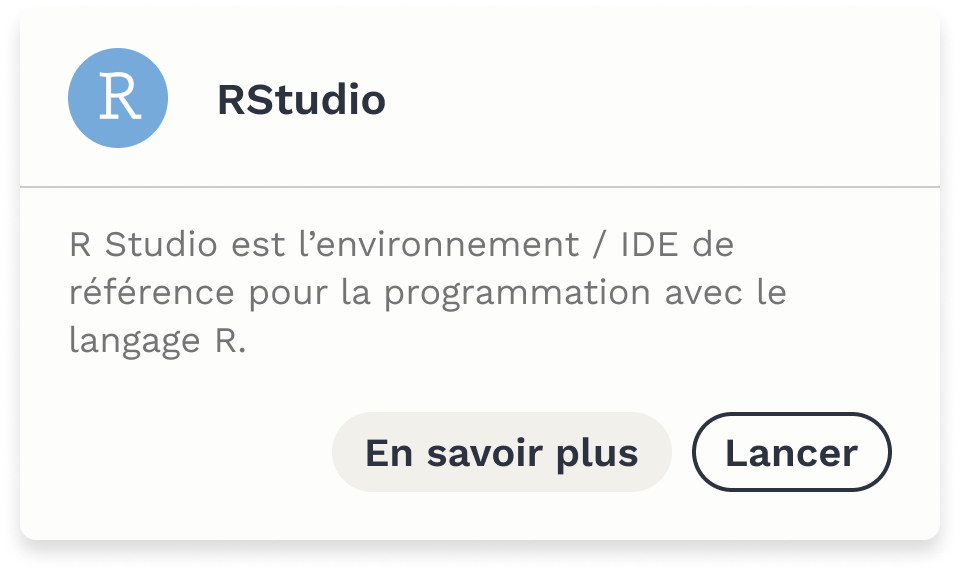 R
RStudio
R Studio est l’environnement / IDE de
référence pour la programmation avec le
langage R.
En savoir plus
Lancer